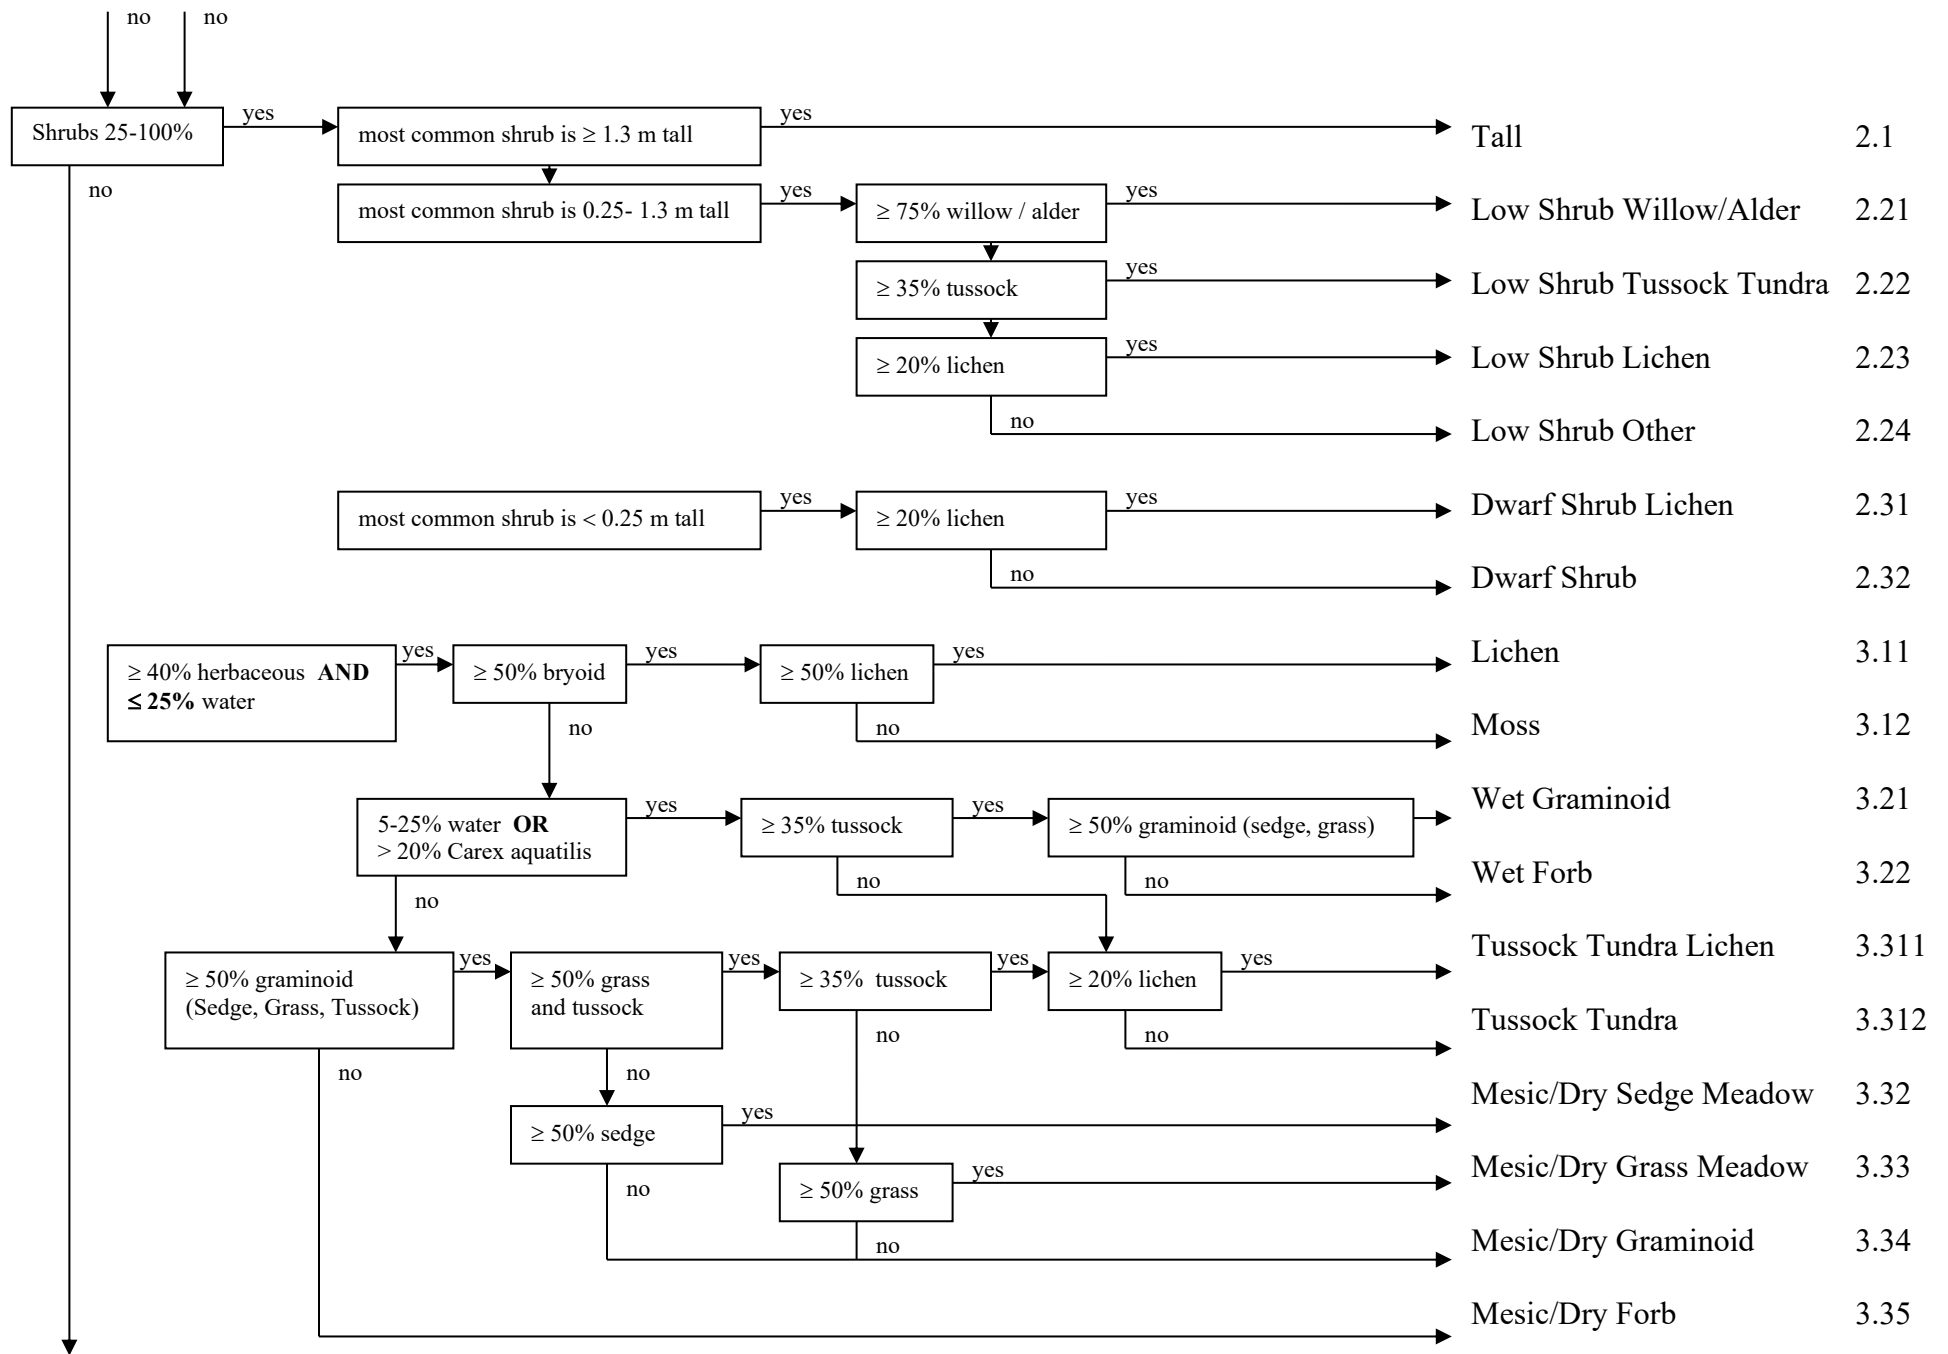 no no
Shrubs 25-100% yes most common shrub is ≥ 1.3 m tall yes Tall 2.1
no most common shrub is 0.25- 1.3 m tall yes ≥ 75% willow / alder yes Low Shrub Willow/Alder 2.21
≥ 35% tussock yes Low Shrub Tussock Tundra 2.22
≥ 20% lichen yes Low Shrub Lichen 2.23
no Low Shrub Other 2.24
most common shrub is < 0.25 m tall yes ≥ 20% lichen yes Dwarf Shrub Lichen 2.31
no Dwarf Shrub 2.32
≥ 40% herbaceous AND yes ≥ 50% bryoid yes ≥ 50% lichen yes Lichen 3.11
≤ 25% water
no no Moss 3.12
5-25% water OR yes ≥ 35% tussock yes ≥ 50% graminoid (sedge, grass) Wet Graminoid 3.21
> 20% Carex aquatilis
no no no Wet Forb 3.22
≥ 50% graminoid yes ≥ 50% grass yes ≥ 35% tussock yes ≥ 20% lichen yes Tussock Tundra Lichen 3.311
(Sedge, Grass, Tussock) and tussock
no no Tussock Tundra 3.312
no no
≥ 50% sedge yes Mesic/Dry Sedge Meadow 3.32
no ≥ 50% grass yes Mesic/Dry Grass Meadow 3.33
no Mesic/Dry Graminoid 3.34
Mesic/Dry Forb 3.35